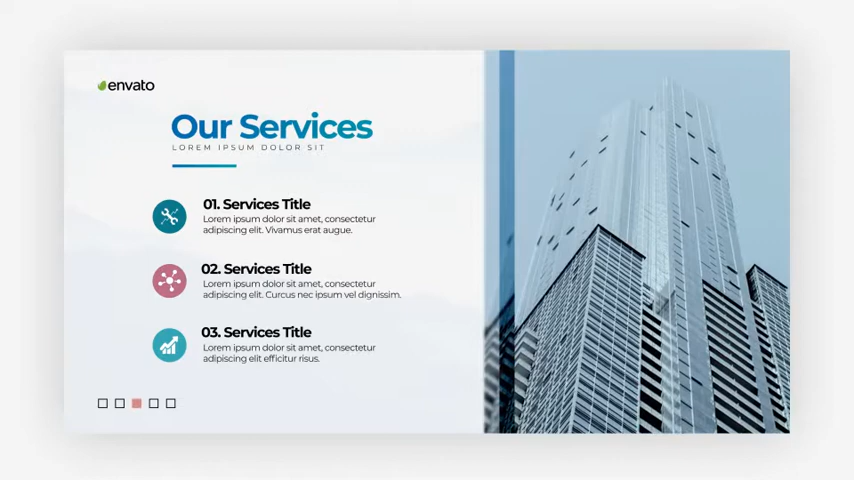 envato
Our Services
LOREM IPSUM DOLOR SIT
01. Services Title
Lorem ipsum dolor sit amet, consectetur
adipiscing elit. Vivamus erat augue.
02. Services Title
Lorem ipsum dolor sit amet, consectetur
adipiscing elit. Curcus nec ipsum vel dignissim.
03. Services Title
Lorem ipsum dolor sit amet, consectetur
adipiscing elit efficitur risus.